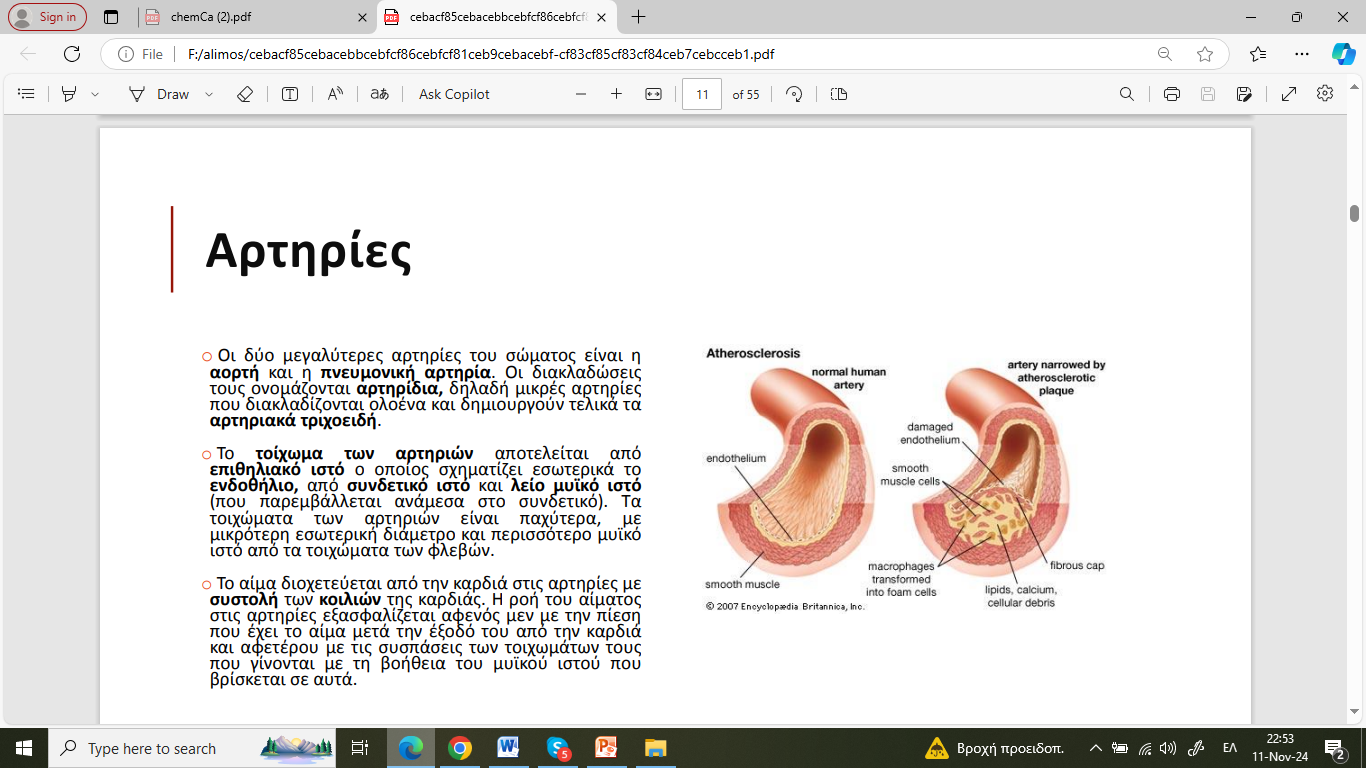 Sign in
chemCa (2).pdf
cebacf85cebacebbcebfcf86cebfcf8
File
F:/alimos/cebacf85cebacebbcebfcf86cebfcf81ceb9cebacebf-cf83cf85cf83cf84ceb7cebcceb1.pdf
Draw
aあ
Ask Copilot
11
of 55
Αρτηρίες
Οι δύο μεγαλύτερες αρτηρίες του σώματος είναι η
αορτή και η πνευμονική αρτηρία. Οι διακλαδώσεις
τους ονομάζονται αρτηρίδια, δηλαδή μικρές αρτηρίες
που διακλαδίζονται ολοένα και δημιουργούν τελικά τα
αρτηριακά τριχοειδή.
Το τοίχωμα των αρτηριών αποτελείται από
επιθηλιακό ιστό ο οποίος σχηματίζει εσωτερικά το
ενδοθήλιο, από συνδετικό ιστό και λείο μυϊκό ιστό
(που παρεμβάλλεται ανάμεσα στο συνδετικό). Τα
τοιχώματα των αρτηριών είναι παχύτερα, με
μικρότερη εσωτερική διάμετρο και περισσότερο μυϊκό
ιστό από τα τοιχώματα των φλεβών.
Το αίμα διοχετεύεται από την καρδιά στις αρτηρίες με
συστολή των κοιλιών της καρδιάς. Η ροή του αίματος
στις αρτηρίες εξασφαλίζεται αφενός μεν με την πίεση
που έχει το αίμα μετά την έξοδό του από την καρδιά
και αφετέρου με τις συσπάσεις των τοιχωμάτων τους
που γίνονται με τη βοήθεια του μυϊκού ιστού που
βρίσκεται σε αυτά.
Atherosclerosis
normal human
artery
endothelium
smooth muscle
artery narrowed by
atherosclerotic
plaque
damaged
endothelium
smooth
muscle cells
macrophages
transformed
into foam cells
lipids, calcium,
cellular debris
fibrous cap
© 2007 Encyclopædia Britannica, Inc.
Type here to search
5
Βροχή προειδοπ.
ΕΛ
22:53
11-Nov-24
2